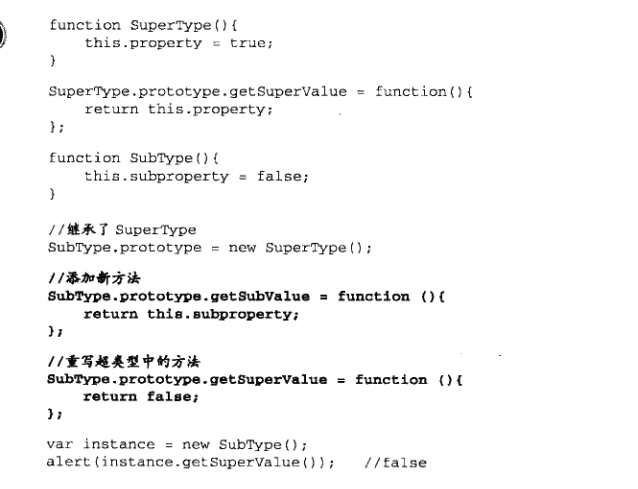 function SuperType(){
    this.property = true;
}
SuperType.prototype.getSuperValue = function(){
    return this.property;
};
function SubType(){
    this.subproperty = false;
}
//继承了 SuperType
SubType.prototype = new SuperType();
//添加新方法
SubType.prototype.getSubValue = function (){
    return this.subproperty;
};
//重写超类型中的方法
SubType.prototype.getSuperValue = function (){
    return false;
};
var instance = new SubType();
alert(instance.getSuperValue());   //false